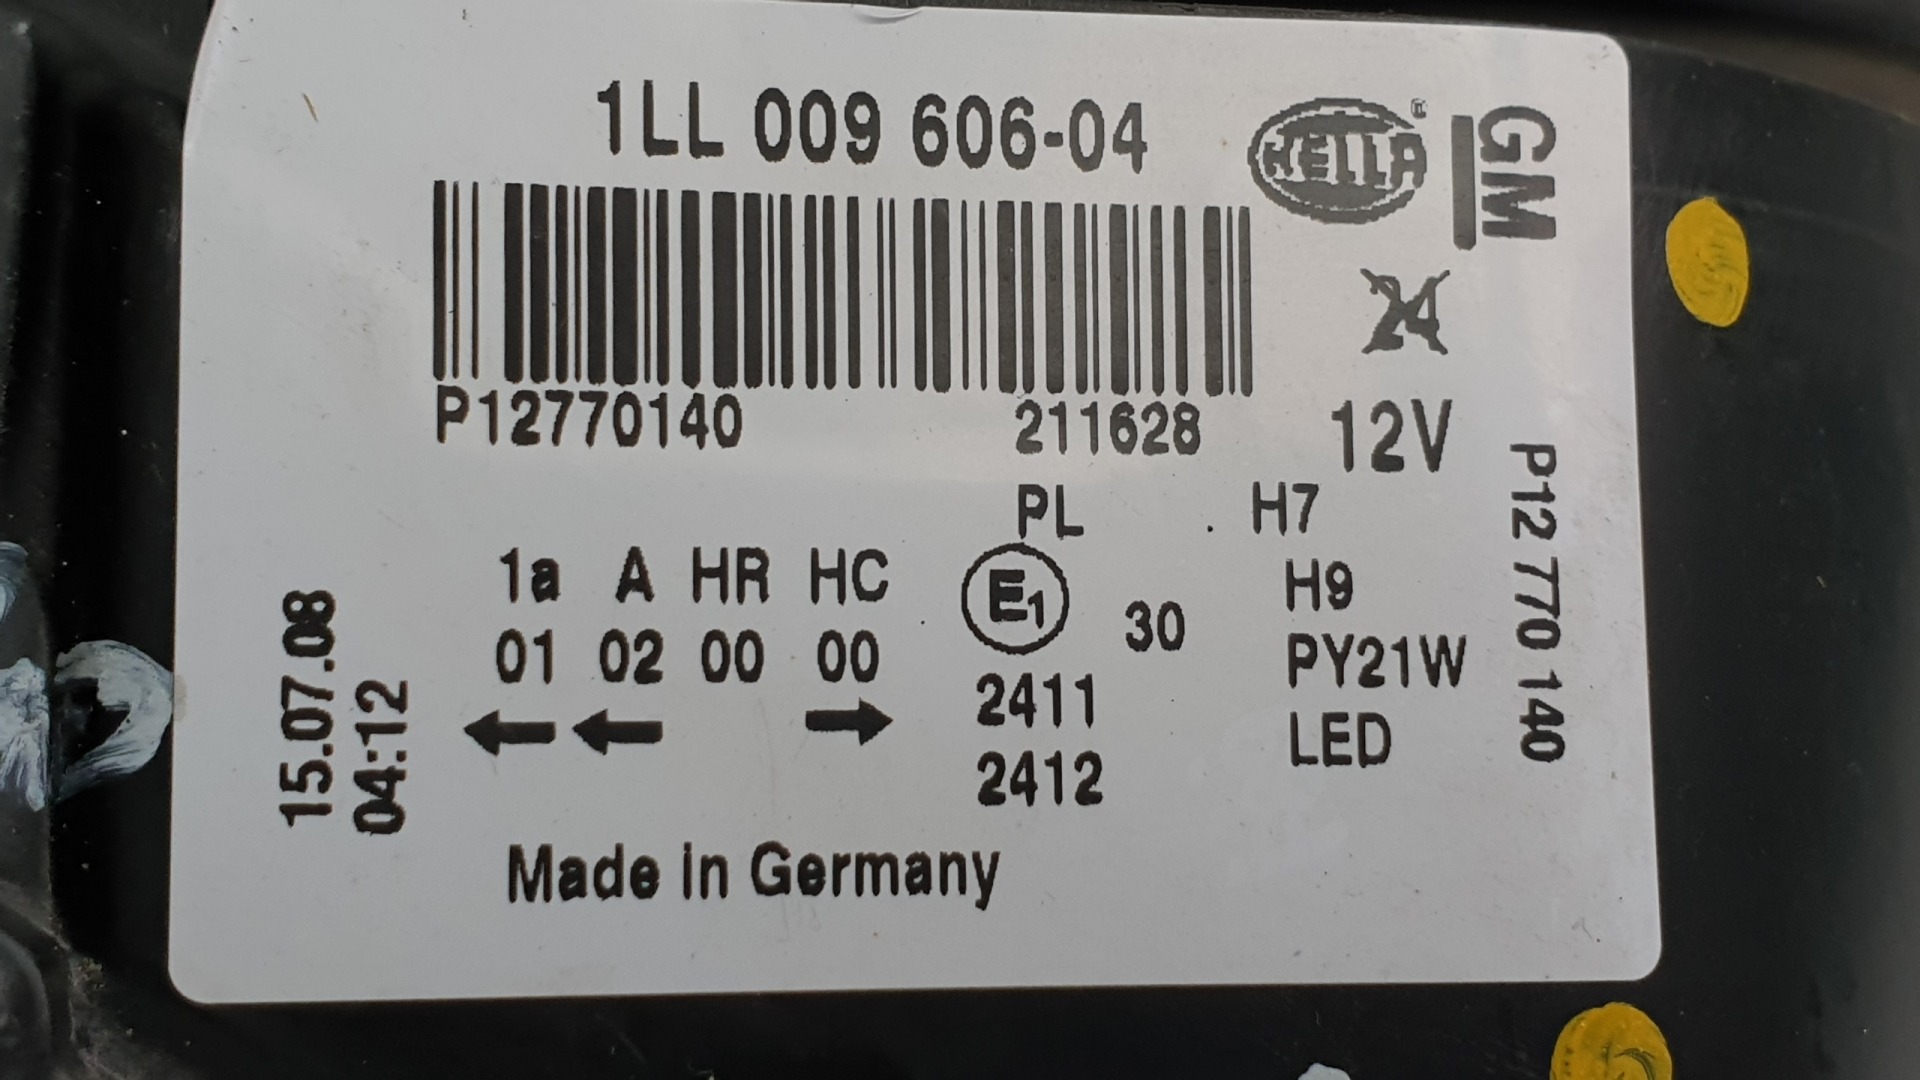 1LL 009 606-04
HELLA
®
GM
24
P12770140 211628
12V
PL
H7
1a A HR HC
E1
30
H9
01 02 00 00
2411
PY21W
2412
LED
P12 770 140
15.07.08
04:12
Made in Germany